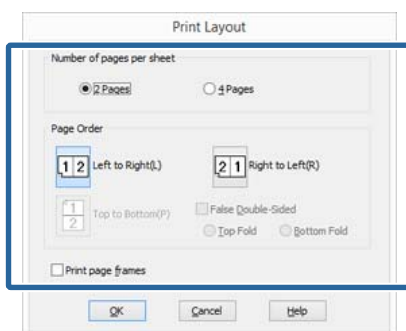 Print Layout
Number of pages per sheet
2 Pages
4 Pages
Page Order
1 2 Left to Right(L)
2 1 Right to Left(R)
1
2
Top to Bottom(P)
False Double-Sided
Top Fold
Bottom Fold
Print page frames
OK
Cancel
Help